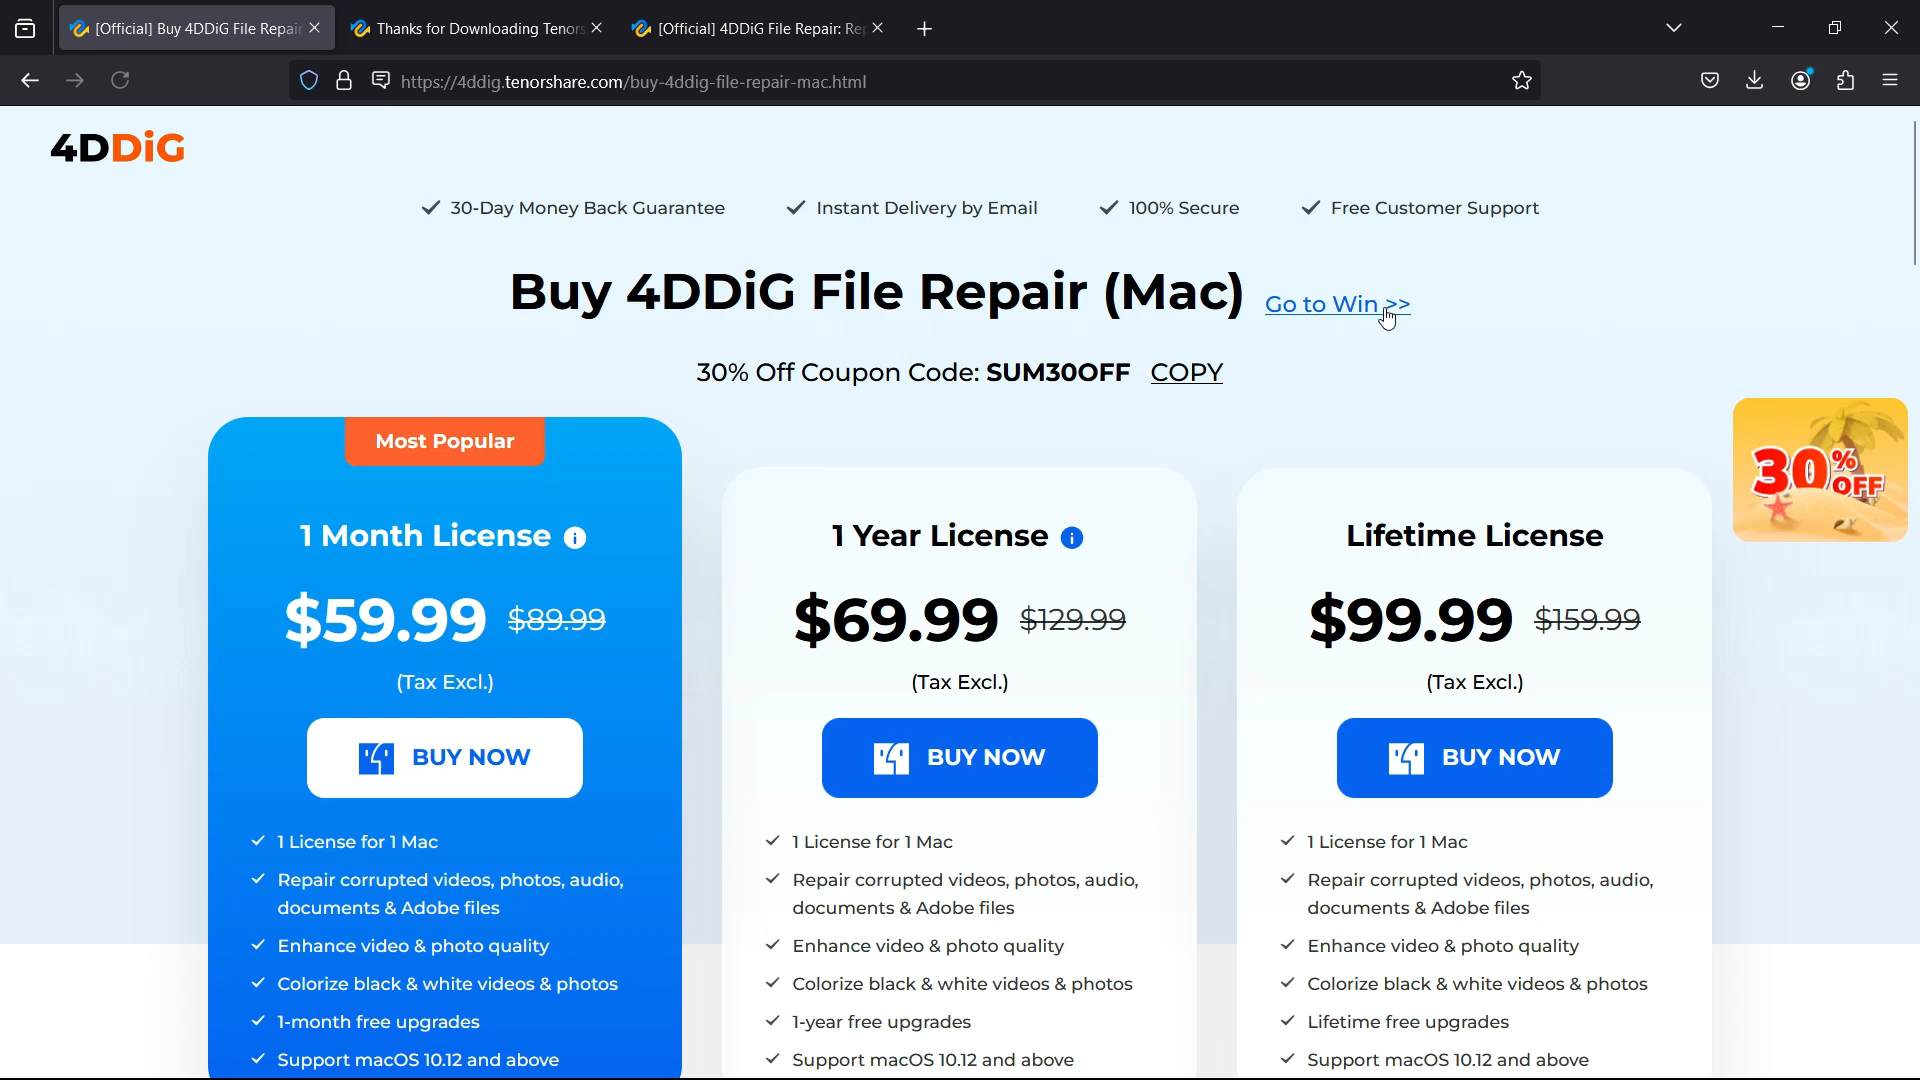 [Official] Buy 4DDiG File Repair
Thanks for Downloading Tenors
[Official] 4DDiG File Repair: Re
https://4ddig.tenorshare.com/buy-4ddig-file-repair-mac.html
4DDiG
30-Day Money Back Guarantee
Instant Delivery by Email
100% Secure
Free Customer Support
Buy 4DDiG File Repair (Mac)
Go to Win >>
30% Off Coupon Code: SUM30OFF COPY
30% OFF
Most Popular
1 Month License
$59.99 $89.99
(Tax Excl.)
BUY NOW
1 License for 1 Mac
Repair corrupted videos, photos, audio,
documents & Adobe files
Enhance video & photo quality
Colorize black & white videos & photos
1-month free upgrades
Support macOS 10.12 and above
1 Year License
$69.99 $129.99
(Tax Excl.)
BUY NOW
1 License for 1 Mac
Repair corrupted videos, photos, audio,
documents & Adobe files
Enhance video & photo quality
Colorize black & white videos & photos
1-year free upgrades
Support macOS 10.12 and above
Lifetime License
$99.99 $159.99
(Tax Excl.)
BUY NOW
1 License for 1 Mac
Repair corrupted videos, photos, audio,
documents & Adobe files
Enhance video & photo quality
Colorize black & white videos & photos
Lifetime free upgrades
Support macOS 10.12 and above